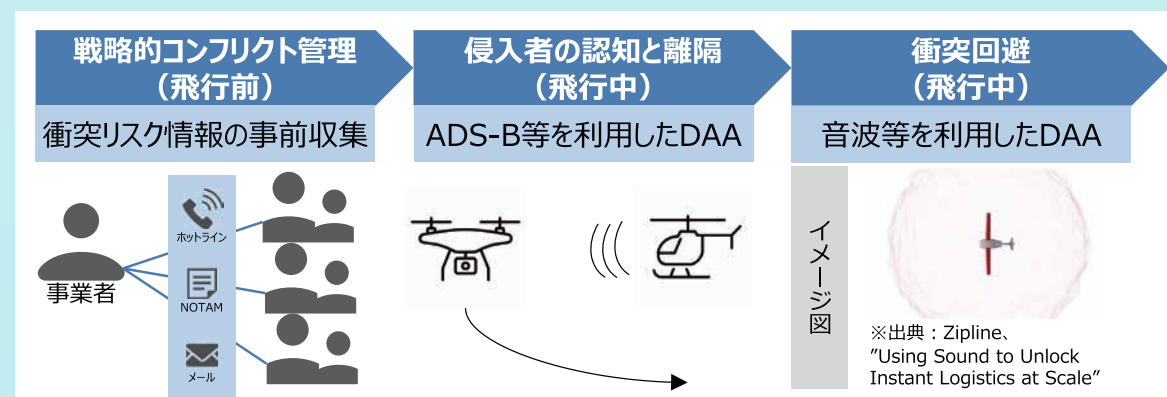 戦略的コンフリクト管理
（飛行前）
衝突リスク情報の事前収集
ホットライン
NOTAM
メール
事業者
侵入者の認知と離隔
（飛行中）
ADS-B等を利用したDAA
衝突回避
（飛行中）
音波等を利用したDAA
イメージ図
※出典：Zipline、
”Using Sound to Unlock
Instant Logistics at Scale”